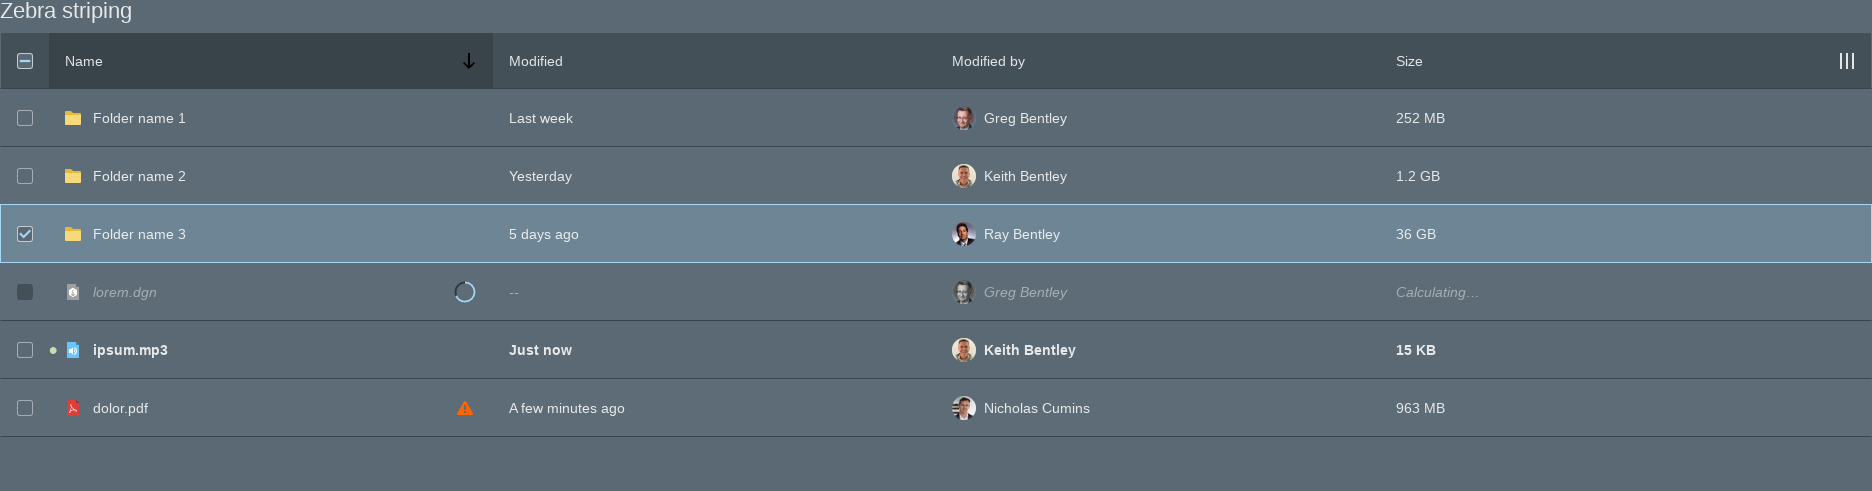 Zebra striping
Name Modified Modified by Size
Folder name 1 Last week Greg Bentley 252 MB
Folder name 2 Yesterday Keith Bentley 1.2 GB
Folder name 3 5 days ago Ray Bentley 36 GB
lorem.dgn -- Greg Bentley Calculating…
ipsum.mp3 Just now Keith Bentley 15 KB
dolor.pdf A few minutes ago Nicholas Cumins 963 MB